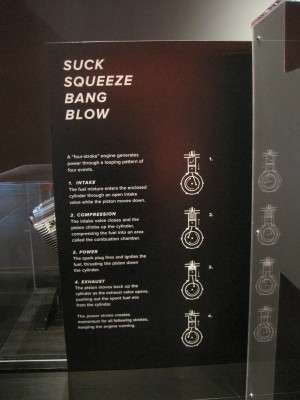 SUCK
SQUEEZE
BANG
BLOW
A "four-stroke" engine generates
power through a looping pattern of
four events.
1. INTAKE
The fuel mixture enters the enclosed
cylinder through an open intake
valve while the piston moves down.
2. COMPRESSION
The intake valve closes and the
piston climbs up the cylinder,
compressing the fuel into an area
called the combustion chamber.
3. POWER
The spark plug fires and ignites the
fuel, thrusting the piston down
the cylinder.
4. EXHAUST
The piston moves back up the
cylinder as the exhaust valve opens,
pushing out the spent fuel mix
from the cylinder.
The power stroke creates
momentum for all following strokes,
keeping the engine running.
1.
2.
3.
4.